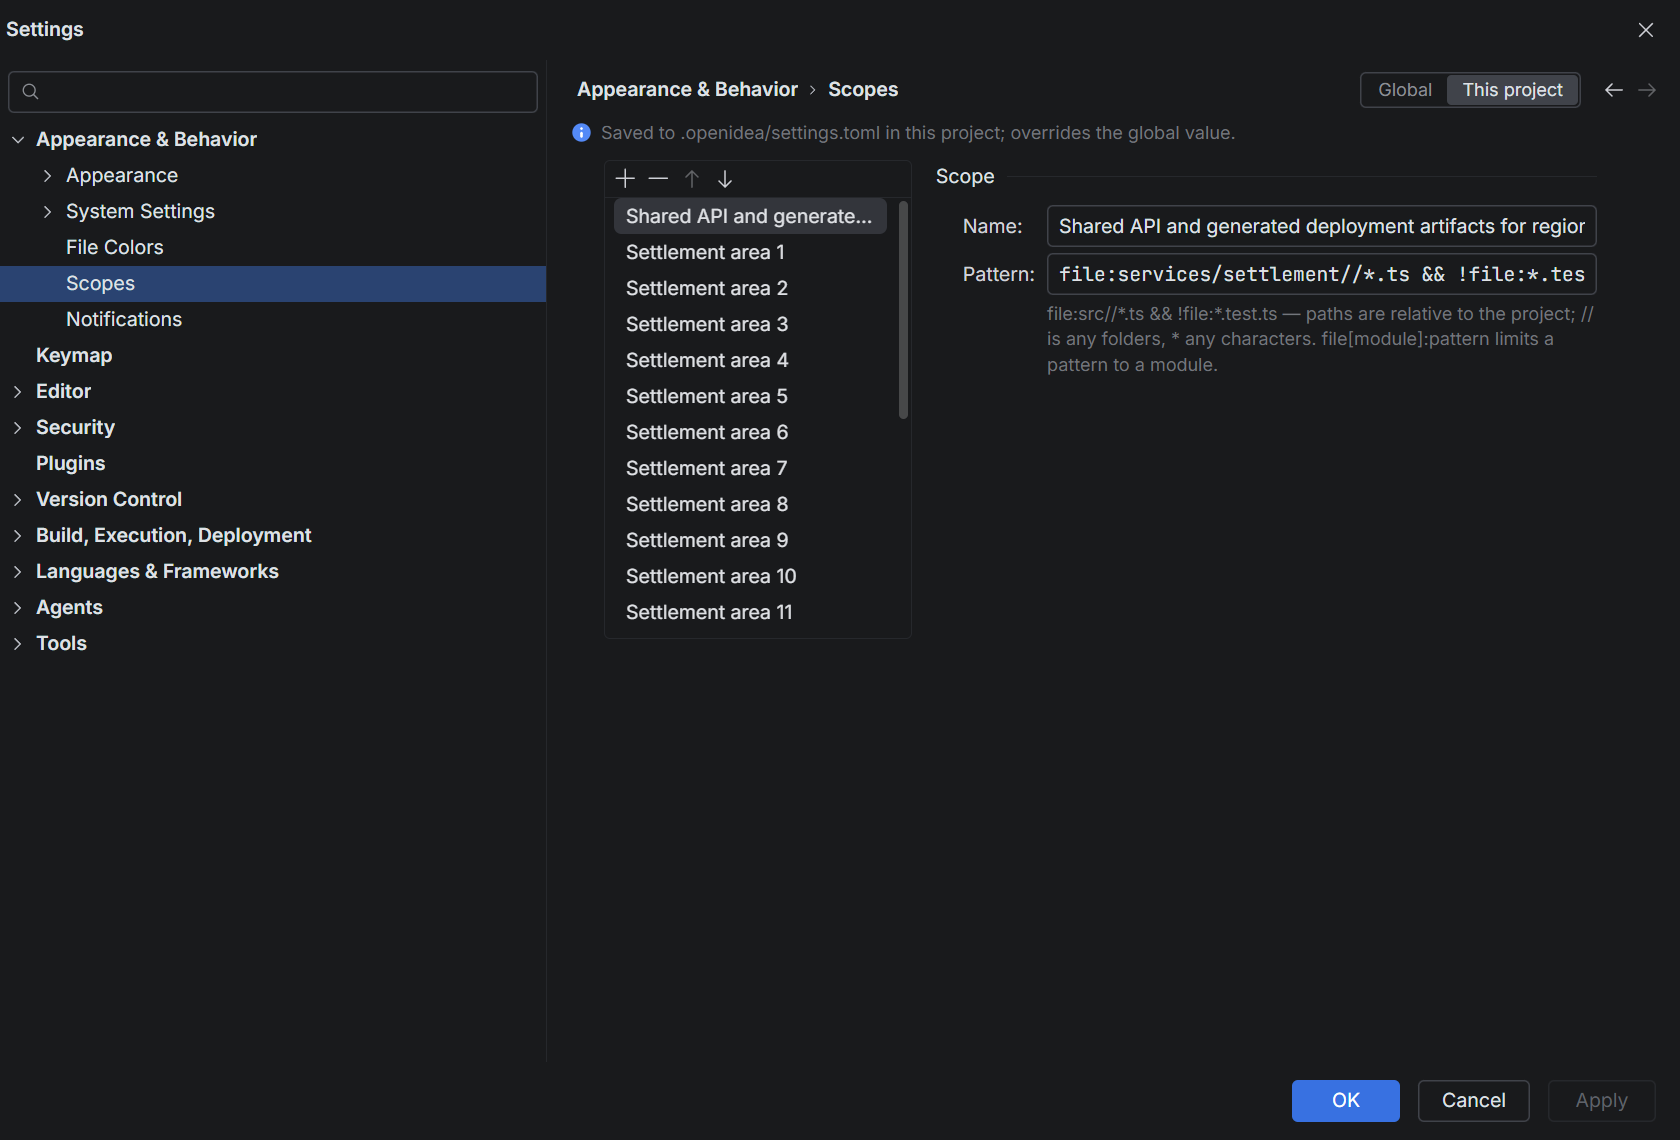 Settings
Appearance & Behavior
Appearance
System Settings
File Colors
Scopes
Notifications
Keymap
Editor
Security
Plugins
Version Control
Build, Execution, Deployment
Languages & Frameworks
Agents
Tools
Appearance & Behavior › Scopes
Global
This project
Saved to .openidea/settings.toml in this project; overrides the global value.
Shared API and generate...
Settlement area 1
Settlement area 2
Settlement area 3
Settlement area 4
Settlement area 5
Settlement area 6
Settlement area 7
Settlement area 8
Settlement area 9
Settlement area 10
Settlement area 11
Scope
Name: Shared API and generated deployment artifacts for region
Pattern: file:services/settlement//*.ts && !file:*.tes
file:src//*.ts && !file:*.test.ts — paths are relative to the project; //
is any folders, * any characters. file[module]:pattern limits a
pattern to a module.
OK
Cancel
Apply